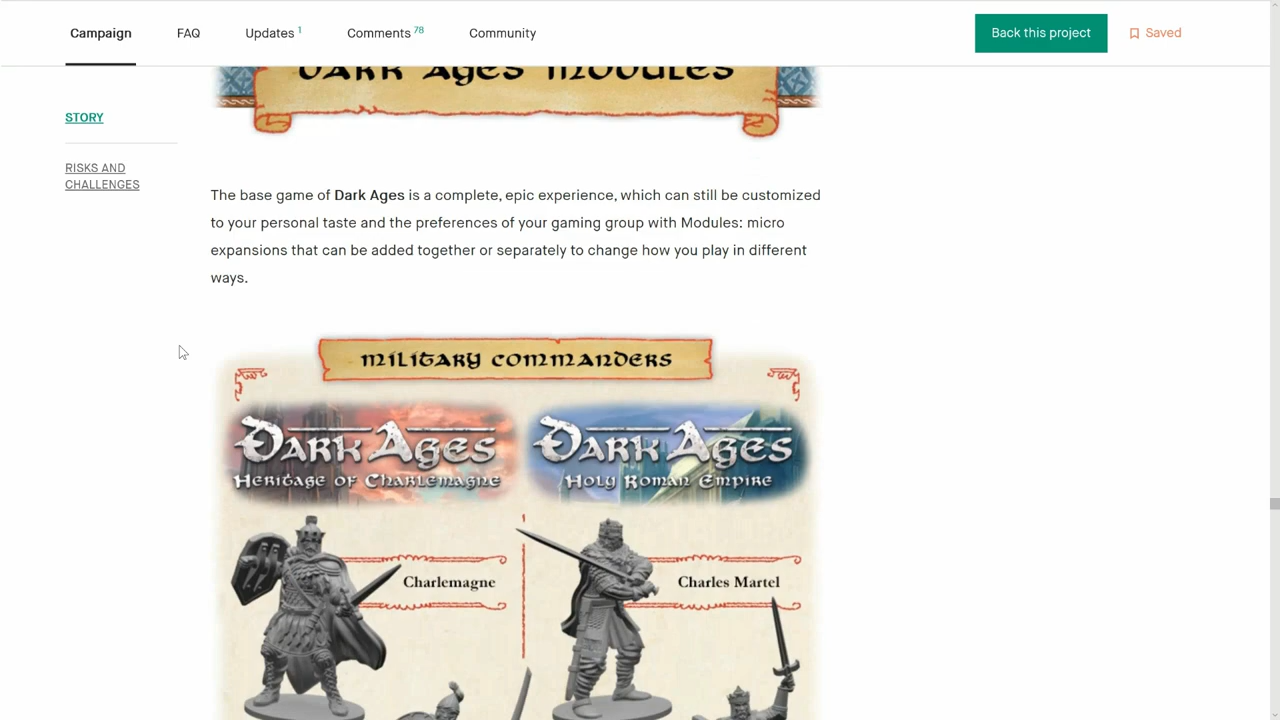 Campaign
FAQ
Updates 1
Comments 78
Community
Back this project
Saved
DARK AGES MODULES
STORY
RISKS AND
CHALLENGES
The base game of Dark Ages is a complete, epic experience, which can still be customized
to your personal taste and the preferences of your gaming group with Modules: micro
expansions that can be added together or separately to change how you play in different
ways.
MILITARY COMMANDERS
DARK AGES
HERITAGE OF CHARLEMAGNE
DARK AGES
HOLY ROMAN EMPIRE
Charlemagne
Charles Martel